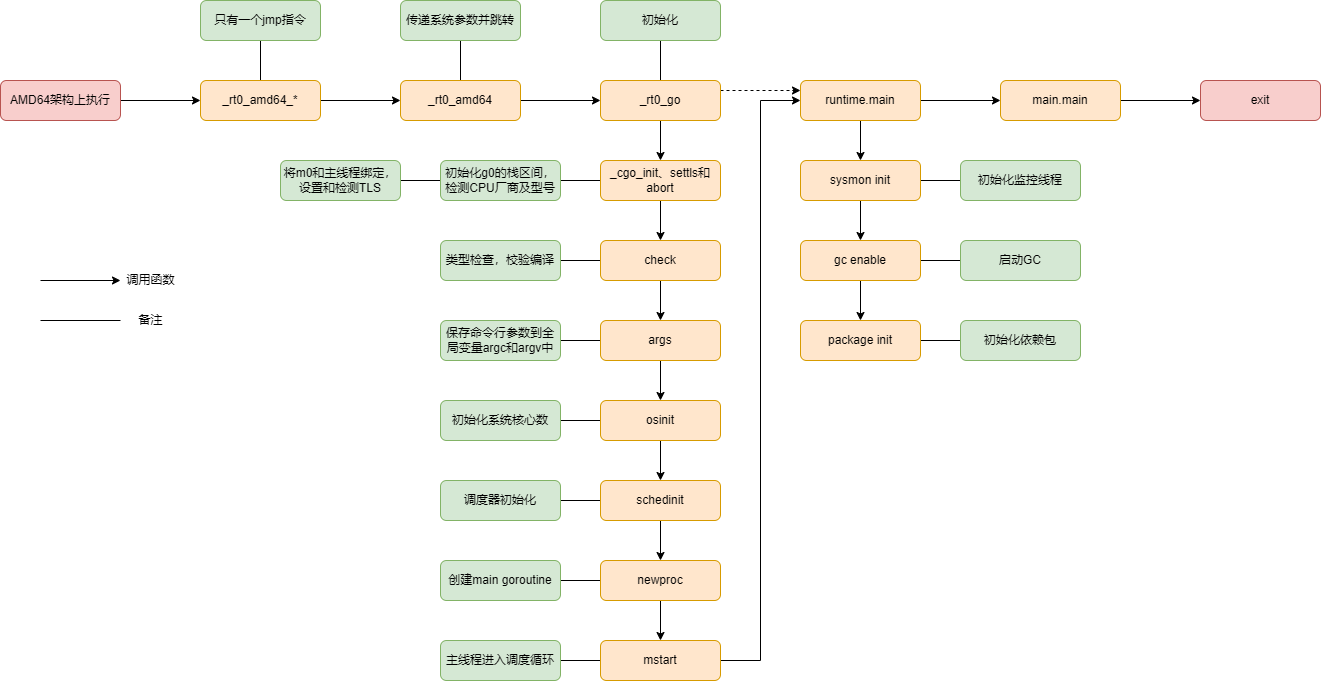 只有一个jmp指令
传递系统参数并跳转
初始化
AMD64架构上执行
_rt0_amd64_*
_rt0_amd64
_rt0_go
runtime.main
main.main
exit
将m0和主线程绑定，
设置和检测TLS
初始化g0的栈区间，
检测CPU厂商及型号
_cgo_init、settls和
abort
sysmon init
初始化监控线程
类型检查，校验编译
check
gc enable
启动GC
调用函数
备注
保存命令行参数到全
局变量argc和argv中
args
package init
初始化依赖包
初始化系统核心数
osinit
调度器初始化
schedinit
创建main goroutine
newproc
主线程进入调度循环
mstart